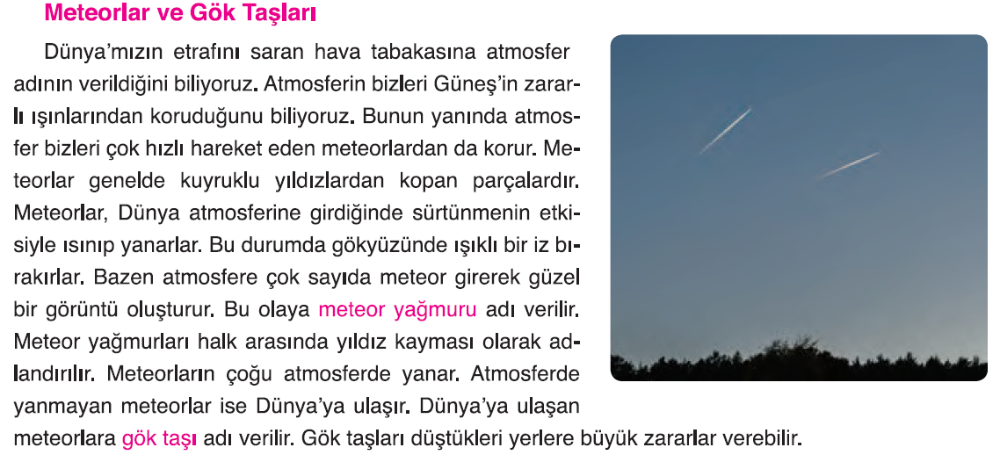 Meteorlar ve Gök Taşları
Dünya'mızın etrafını saran hava tabakasına atmosfer
adının verildiğini biliyoruz. Atmosferin bizleri Güneş'in zarar-
lı ışınlarından koruduğunu biliyoruz. Bunun yanında atmos-
fer bizleri çok hızlı hareket eden meteorlardan da korur. Me-
teorlar genelde kuyruklu yıldızlardan kopan parçalardır.
Meteorlar, Dünya atmosferine girdiğinde sürtünmenin etki-
siyle ısınıp yanarlar. Bu durumda gökyüzünde ışıklı bir iz bı-
rakırlar. Bazen atmosfere çok sayıda meteor girerek güzel
bir görüntü oluşturur. Bu olaya meteor yağmuru adı verilir.
Meteor yağmurları halk arasında yıldız kayması olarak ad-
landırılır. Meteorların çoğu atmosferde yanar. Atmosferde
yanmayan meteorlar ise Dünya'ya ulaşır. Dünya'ya ulaşan
meteorlara gök taşı adı verilir. Gök taşları düştükleri yerlere büyük zararlar verebilir.